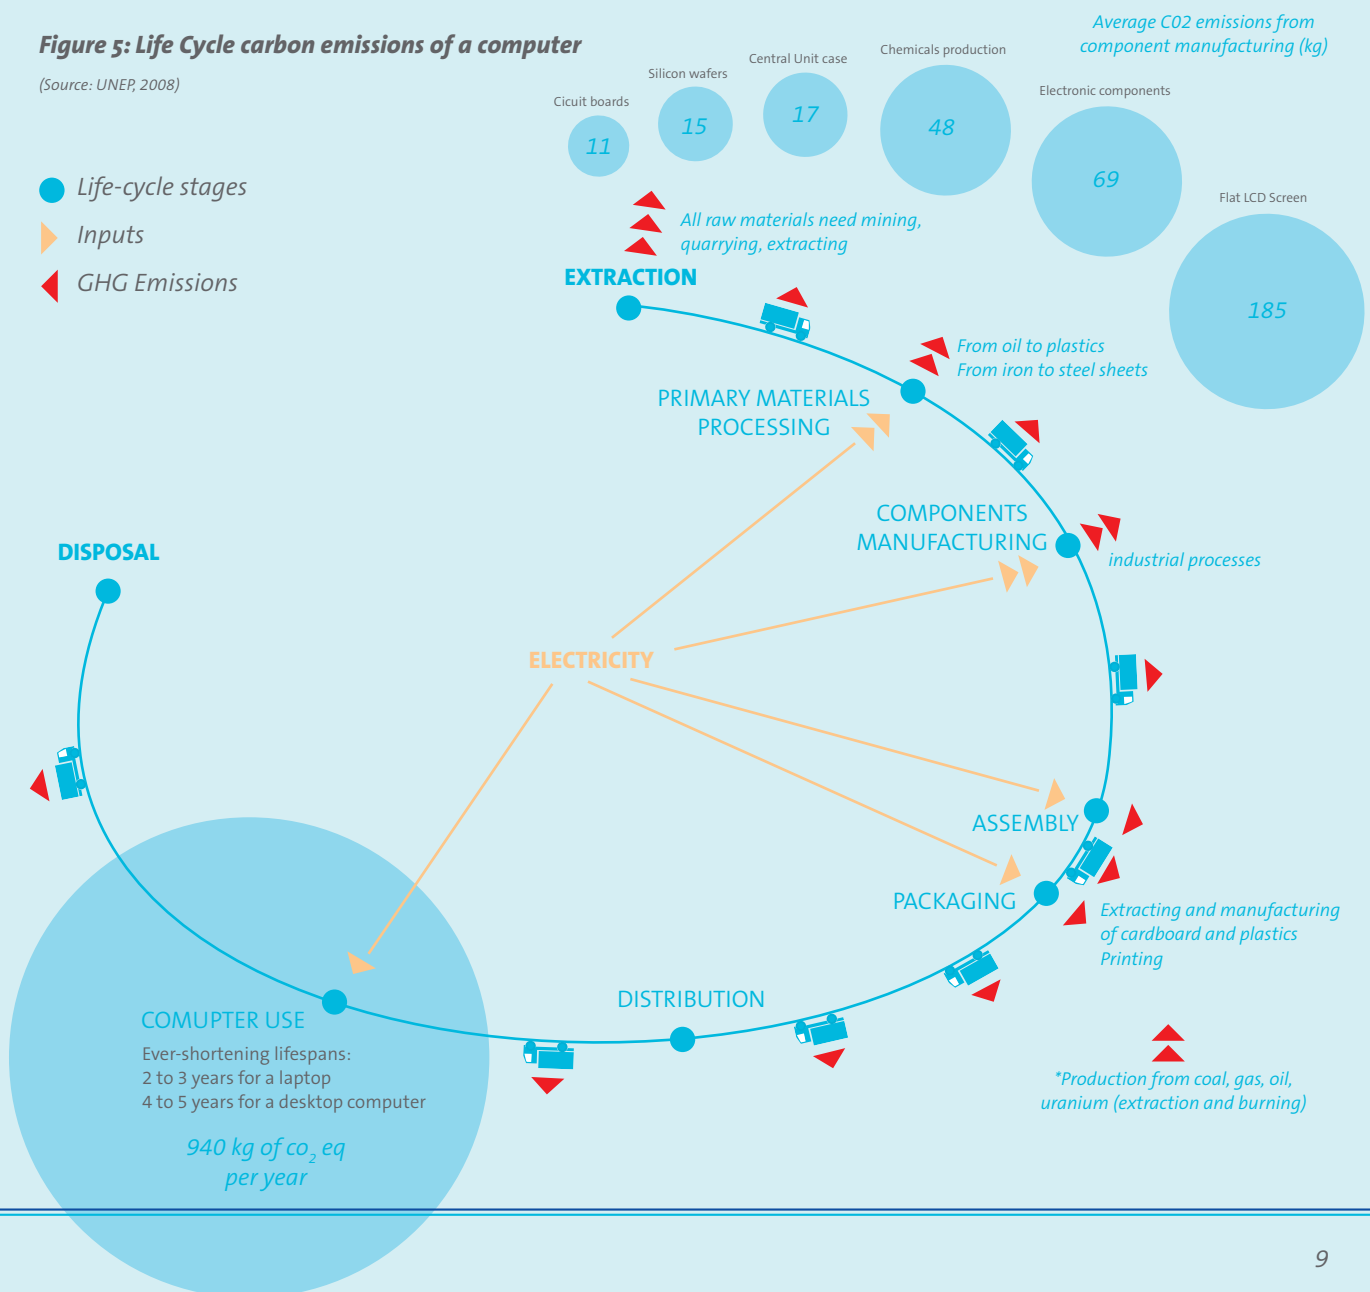 Figure 5: Life Cycle carbon emissions of a computer
(Source: UNEP, 2008)
Average C02 emissions from
component manufacturing (kg)
Cicuit boards
11
Silicon wafers
15
Central Unit case
17
Chemicals production
48
Electronic components
69
Flat LCD Screen
185
Life-cycle stages
Inputs
GHG Emissions
All raw materials need mining,
quarrying, extracting
EXTRACTION
From oil to plastics
From iron to steel sheets
PRIMARY MATERIALS
PROCESSING
COMPONENTS
MANUFACTURING
industrial processes
DISPOSAL
ELECTRICITY
ASSEMBLY
PACKAGING
Extracting and manufacturing
of cardboard and plastics
Printing
DISTRIBUTION
COMUPTER USE
Ever-shortening lifespans:
2 to 3 years for a laptop
4 to 5 years for a desktop computer
940 kg of co2 eq
per year
*Production from coal, gas, oil,
uranium (extraction and burning)
9